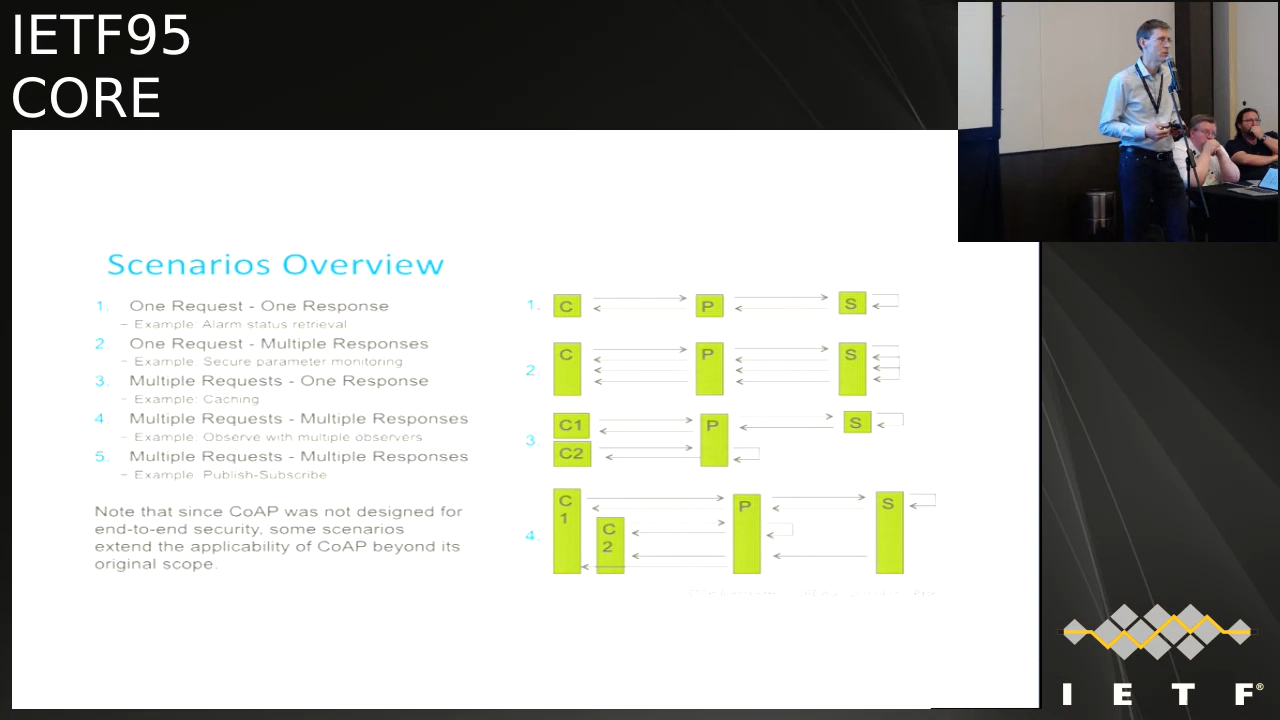 IETF95
CORE
Scenarios Overview
1. One Request - One Response
– Example: Alarm status retrieval
2. One Request - Multiple Responses
– Example: Secure parameter monitoring
3. Multiple Requests - One Response
– Example: Caching
4 Multiple Requests - Multiple Responses
– Example: Observe with multiple observers
5. Multiple Requests - Multiple Responses
– Example: Publish-Subscribe
Note that since CoAP was not designed for
end-to-end security, some scenarios
extend the applicability of CoAP beyond its
original scope.
1. C P S
2 C P S
3. C1 P S
C2
4. C P S
1
C
2
I E T F®